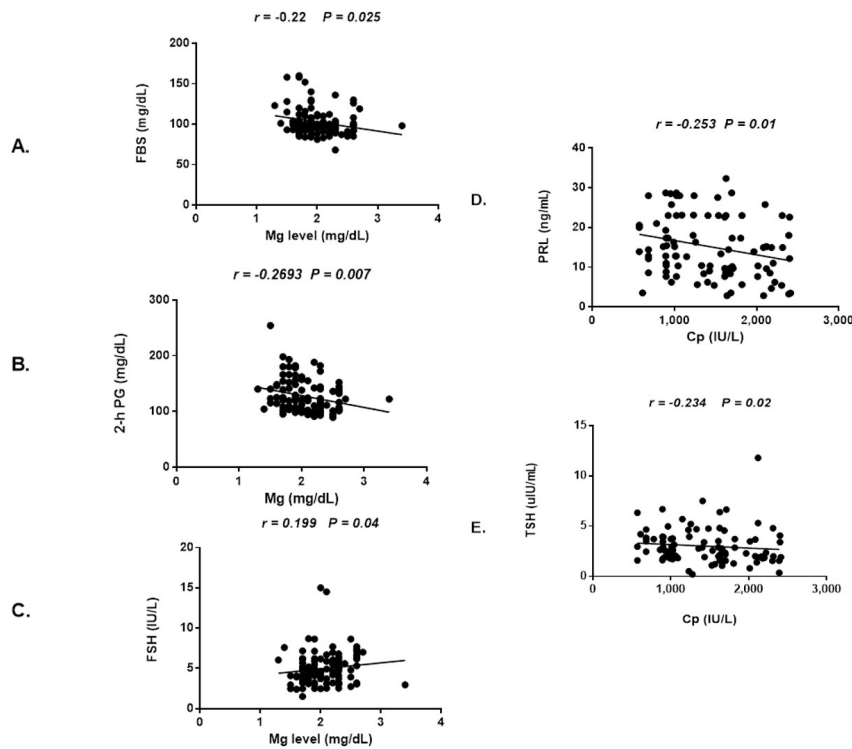 r = -0.22 P = 0.025
A.
FBS (mg/dL)
200
150
100
50
0
0 1 2 3 4
Mg level (mg/dL)
r = -0.2693 P = 0.007
B.
2-h PG (mg/dL)
300
200
100
0
0 1 2 3 4
Mg (mg/dL)
r = 0.199 P = 0.04
C.
FSH (IU/L)
20
15
10
5
0
0 1 2 3 4
Mg level (mg/dL)
r = -0.253 P = 0.01
D.
PRL (ng/mL)
40
30
20
10
0
0 1,000 2,000 3,000
Cp (IU/L)
r = -0.234 P = 0.02
E.
TSH (uIU/mL)
15
10
5
0
0 1,000 2,000 3,000
Cp (IU/L)